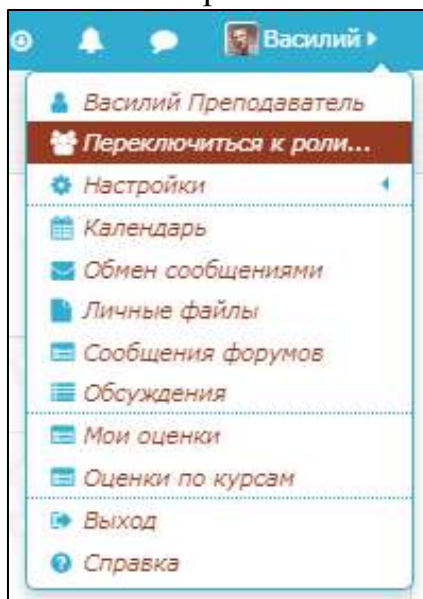 Василий
Василий Преподаватель
Переключиться к роли...
Настройки
Календарь
Обмен сообщениями
Личные файлы
Сообщения форумов
Обсуждения
Мои оценки
Оценки по курсам
Выход
Справка